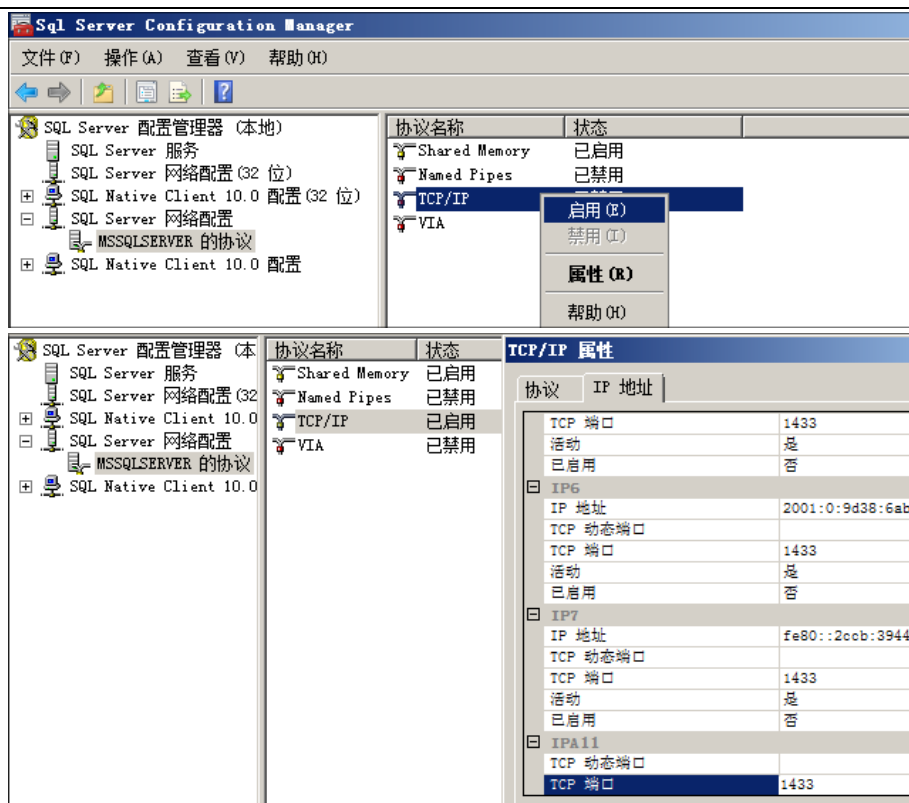 Sql Server Configuration Manager
文件(F) 操作(A) 查看(V) 帮助(H)
SQL Server 配置管理器 (本地)
SQL Server 服务
SQL Server 网络配置(32 位)
SQL Native Client 10.0 配置(32 位)
SQL Server 网络配置
MSSQLSERVER 的协议
SQL Native Client 10.0 配置
协议名称 状态
Shared Memory 已启用
Named Pipes 已禁用
TCP/IP
VIA
启用(E)
禁用(I)
属性(R)
帮助(H)
SQL Server 配置管理器 (本
SQL Server 服务
SQL Server 网络配置(32
SQL Native Client 10.0
SQL Server 网络配置
MSSQLSERVER 的协议
SQL Native Client 10.0
协议名称 状态
Shared Memory 已启用
Named Pipes 已禁用
TCP/IP 已启用
VIA 已禁用
TCP/IP 属性
协议 IP 地址
TCP 端口 1433
活动 是
已启用 否
IP6
IP 地址 2001:0:9d38:6ab
TCP 动态端口
TCP 端口 1433
活动 是
已启用 否
IP7
IP 地址 fe80::2ccb:3944
TCP 动态端口
TCP 端口 1433
活动 是
已启用 否
IPA11
TCP 动态端口
TCP 端口 1433